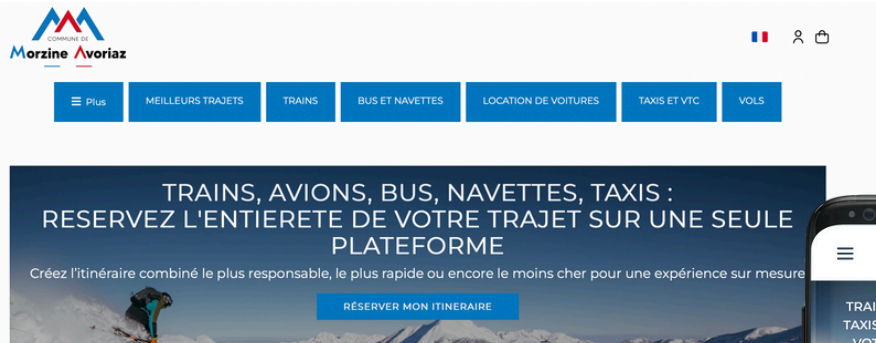 COMMUNE DE
Morzine Avoriaz
Plus
MEILLEURS TRAJETS
TRAINS
BUS ET NAVETTES
LOCATION DE VOITURES
TAXIS ET VTC
VOLS
TRAINS, AVIONS, BUS, NAVETTES, TAXIS :
RESERVEZ L'ENTIERETE DE VOTRE TRAJET SUR UNE SEULE
PLATEFORME
Créez l'itinéraire combiné le plus responsable, le plus rapide ou encore le moins cher pour une expérience sur mesure
RÉSERVER MON ITINERAIRE
TRAI
TAXIS